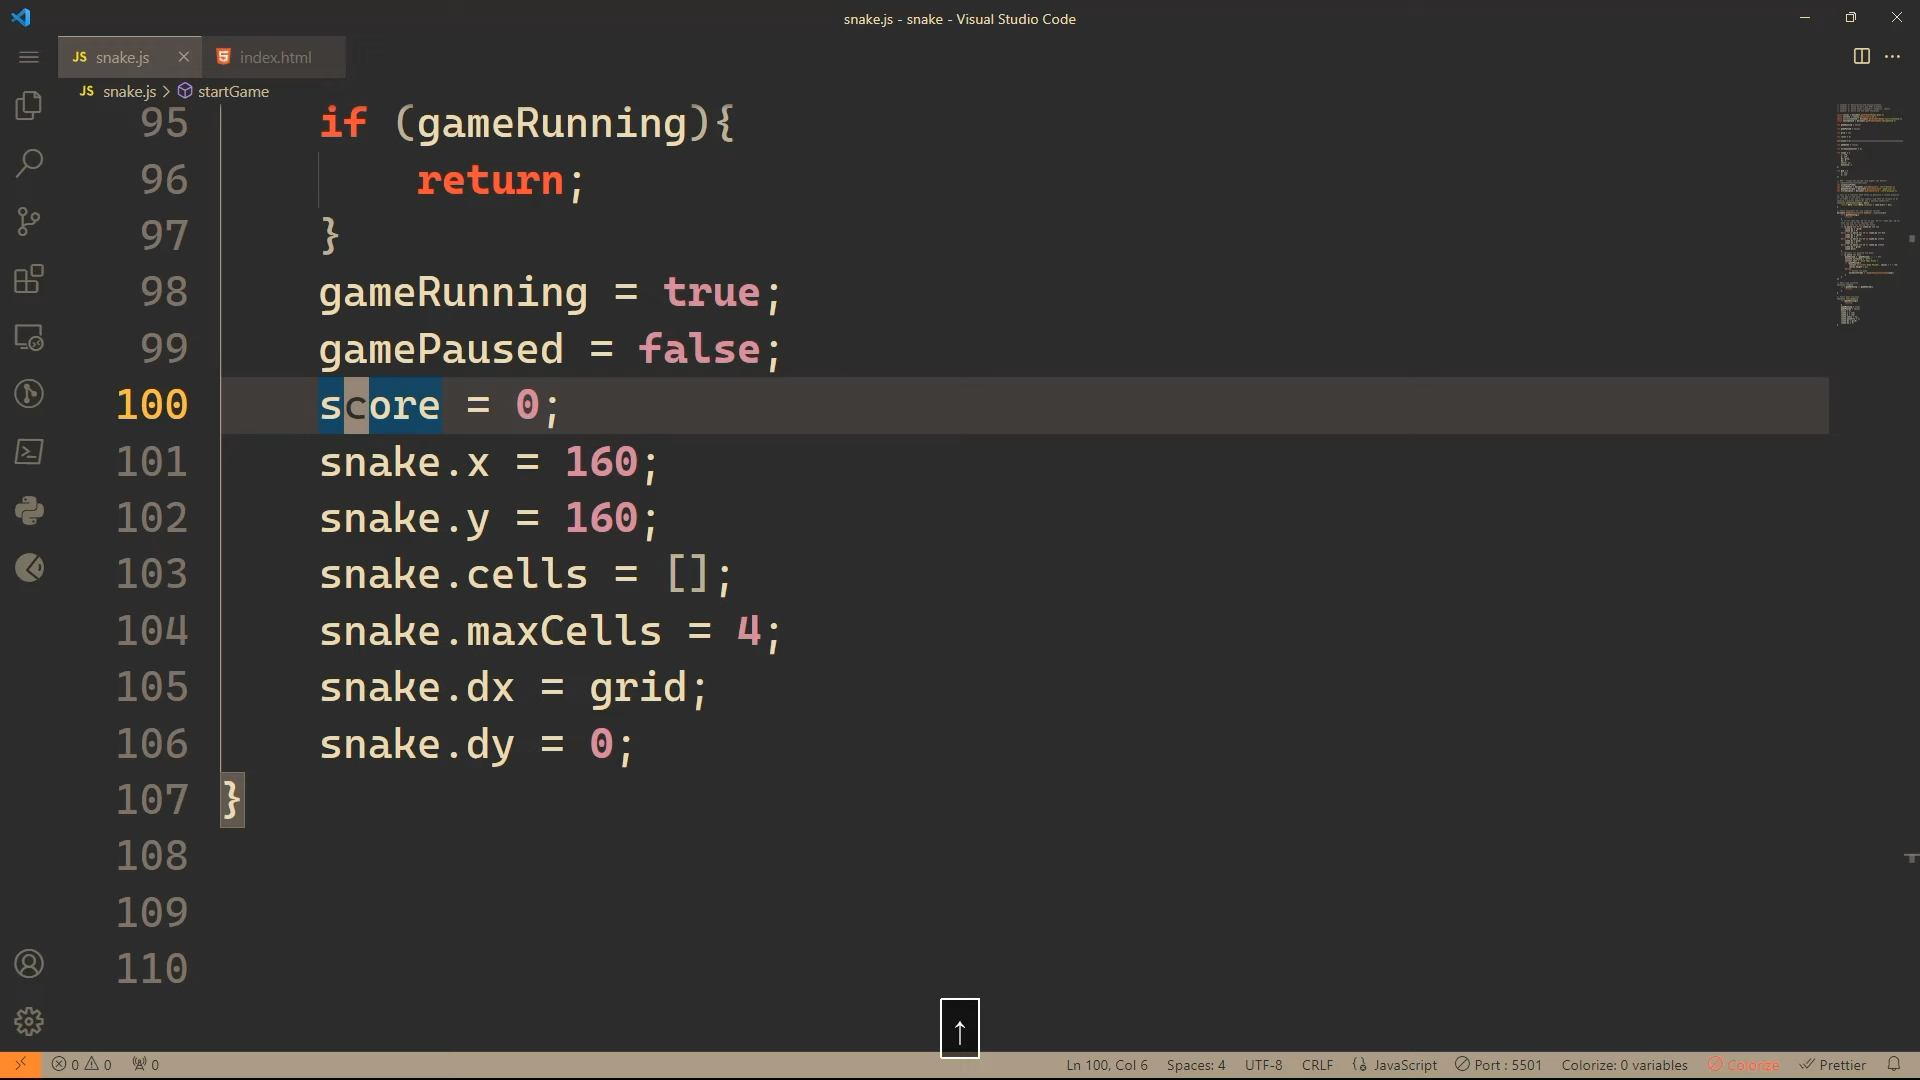 snake.js - snake - Visual Studio Code
JS snake.js
index.html
JS snake.js > startGame
95 if (gameRunning){
96 return;
97 }
98 gameRunning = true;
99 gamePaused = false;
100 score = 0;
101 snake.x = 160;
102 snake.y = 160;
103 snake.cells = [];
104 snake.maxCells = 4;
105 snake.dx = grid;
106 snake.dy = 0;
107 }
108
109
110
↑
0 0 0 Ln 100, Col 6 Spaces: 4 UTF-8 CRLF JavaScript Port : 5501 Colorize: 0 variables Colorize Prettier